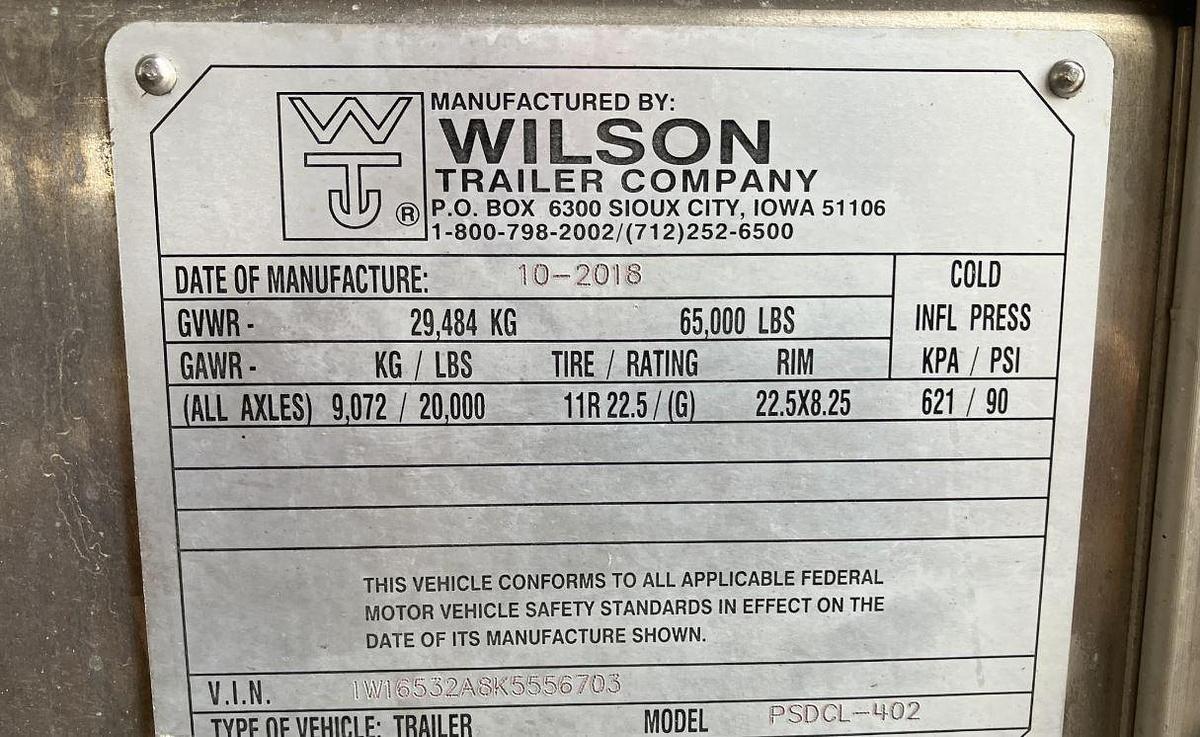 WTJ ®
MANUFACTURED BY:
WILSON
TRAILER COMPANY
P.O. BOX 6300 SIOUX CITY, IOWA 51106
1-800-798-2002/(712)252-6500
DATE OF MANUFACTURE: 10-2018
COLD
INFL PRESS
KPA / PSI
GVWR - 29,484 KG 65,000 LBS
GAWR - KG / LBS TIRE / RATING RIM
(ALL AXLES) 9,072 / 20,000 11R 22.5 / (G) 22.5X8.25 621 / 90
THIS VEHICLE CONFORMS TO ALL APPLICABLE FEDERAL
MOTOR VEHICLE SAFETY STANDARDS IN EFFECT ON THE
DATE OF ITS MANUFACTURE SHOWN.
V.I.N. 1W16532A8K5556703
TYPE OF VEHICLE: TRAILER MODEL PSDCL-402